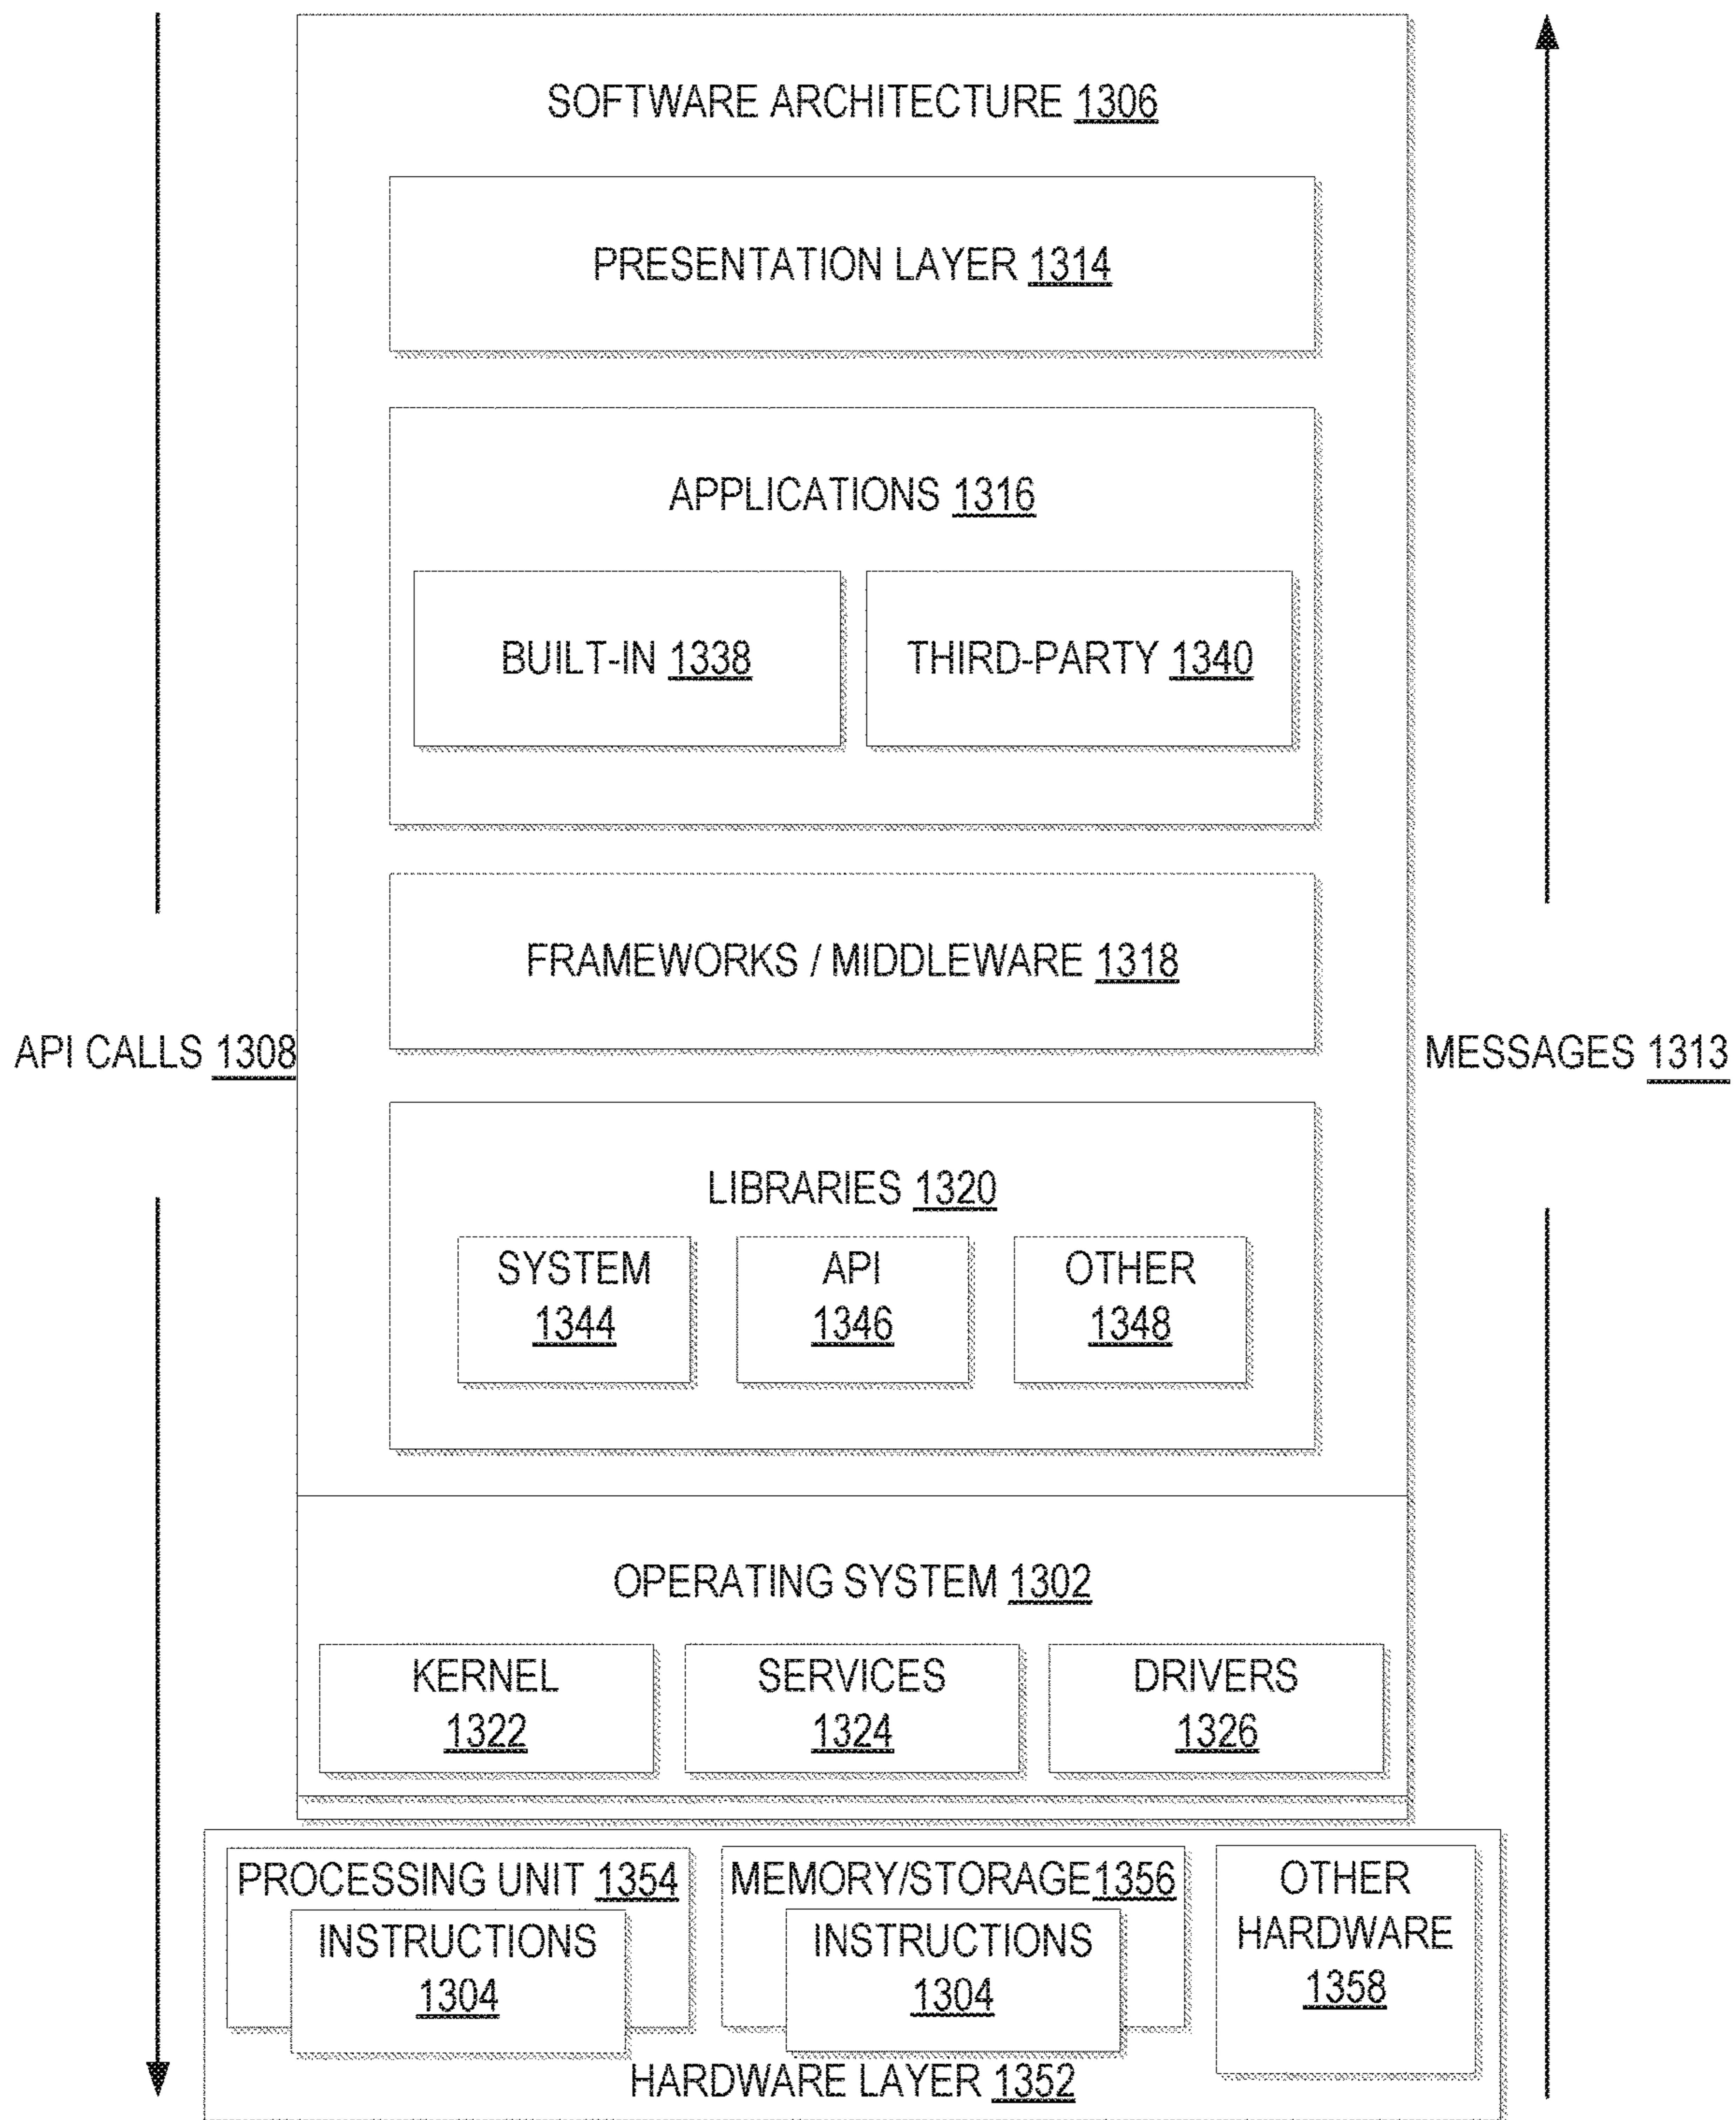 SOFTWARE ARCHITECTURE 1306
PRESENTATION LAYER 1314
APPLICATIONS 1316
BUILT-IN 1338
THIRD-PARTY 1340
FRAMEWORKS / MIDDLEWARE 1318
API CALLS 1308
MESSAGES 1313
LIBRARIES 1320
SYSTEM
1344
API
1346
OTHER
1348
OPERATING SYSTEM 1302
KERNEL
1322
SERVICES
1324
DRIVERS
1326
PROCESSING UNIT 1354
INSTRUCTIONS
1304
MEMORY/STORAGE1356
INSTRUCTIONS
1304
OTHER
HARDWARE
1358
HARDWARE LAYER 1352